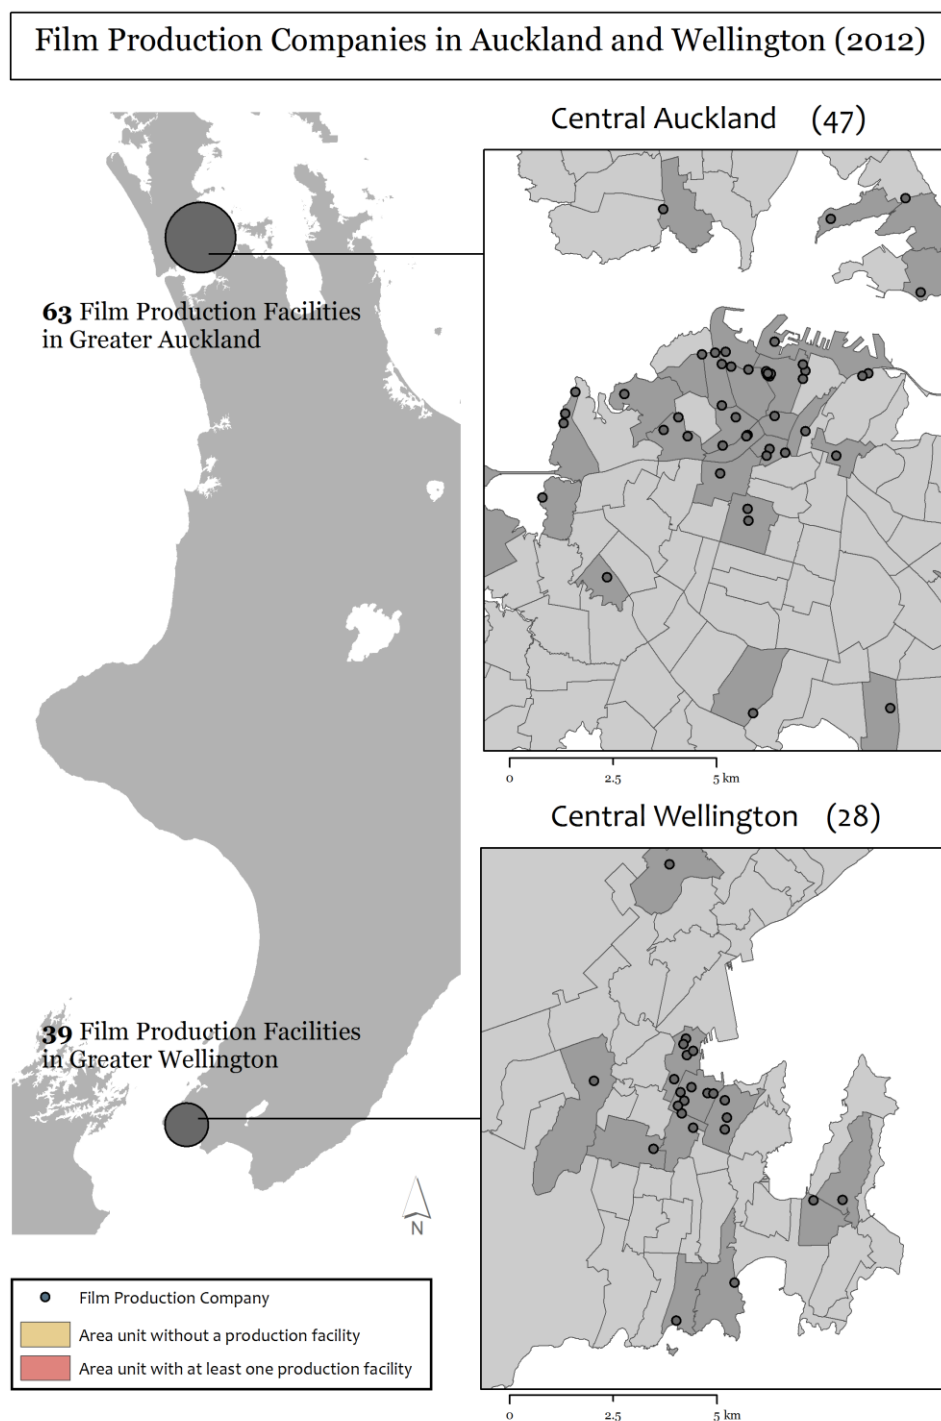 Film Production Companies in Auckland and Wellington (2012)
Central Auckland (47)
63 Film Production Facilities
in Greater Auckland
0 2.5 5 km
Central Wellington (28)
39 Film Production Facilities
in Greater Wellington
N
Film Production Company
Area unit without a production facility
Area unit with at least one production facility
0 2.5 5 km